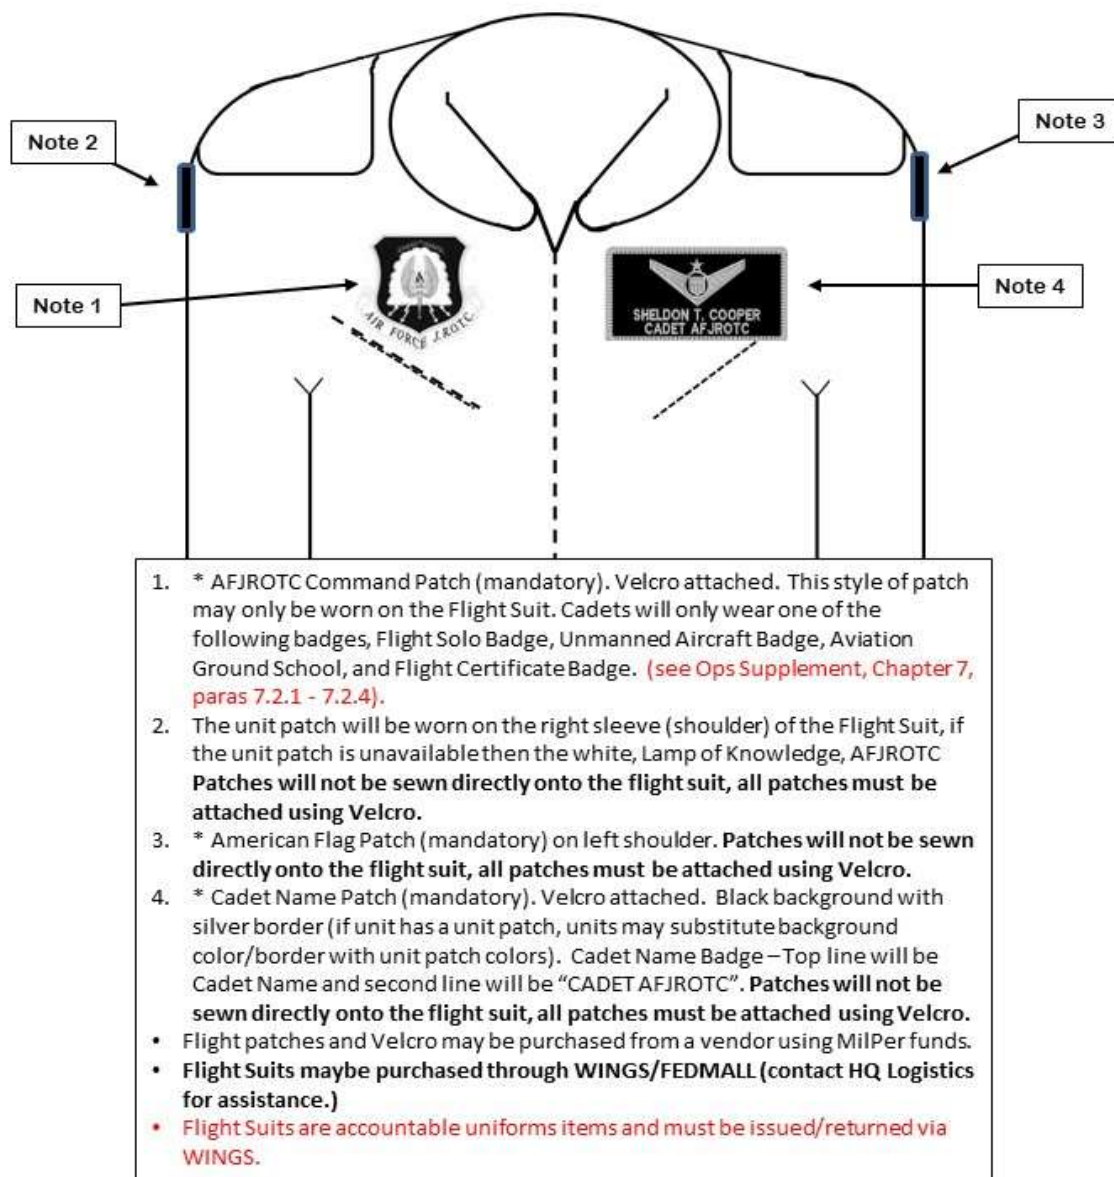 Note 2
Note 3
Note 1
Note 4
AIR FORCE J.ROTC
SHELDON T. COOPER
CADET AFJROTC
1. * AFJROTC Command Patch (mandatory). Velcro attached. This style of patch
may only be worn on the Flight Suit. Cadets will only wear one of the
following badges, Flight Solo Badge, Unmanned Aircraft Badge, Aviation
Ground School, and Flight Certificate Badge. (see Ops Supplement, Chapter 7,
paras 7.2.1 - 7.2.4).
2. The unit patch will be worn on the right sleeve (shoulder) of the Flight Suit, if
the unit patch is unavailable then the white, Lamp of Knowledge, AFJROTC
Patches will not be sewn directly onto the flight suit, all patches must be
attached using Velcro.
3. * American Flag Patch (mandatory) on left shoulder. Patches will not be sewn
directly onto the flight suit, all patches must be attached using Velcro.
4. * Cadet Name Patch (mandatory). Velcro attached. Black background with
silver border (if unit has a unit patch, units may substitute background
color/border with unit patch colors). Cadet Name Badge – Top line will be
Cadet Name and second line will be “CADET AFJROTC”. Patches will not be
sewn directly onto the flight suit, all patches must be attached using Velcro.
• Flight patches and Velcro may be purchased from a vendor using MilPer funds.
• Flight Suits maybe purchased through WINGS/FEDMALL (contact HQ Logistics
for assistance.)
• Flight Suits are accountable uniforms items and must be issued/returned via
WINGS.